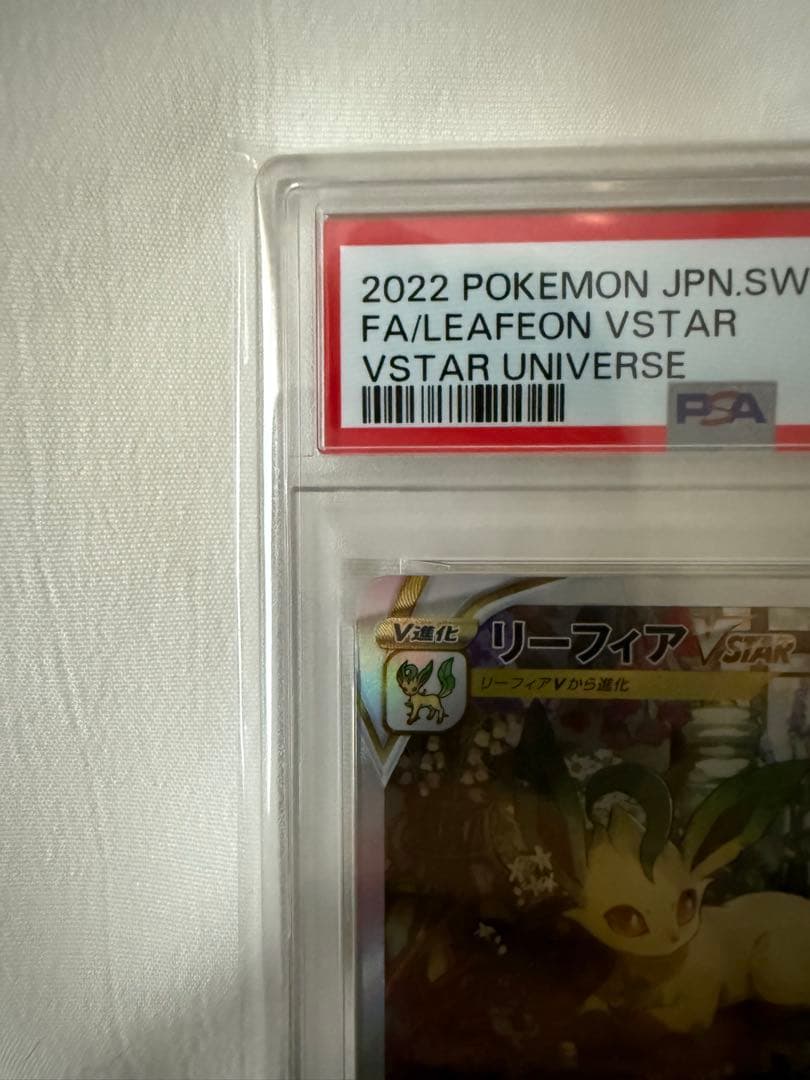 2022 POKEMON JPN.SW
FA/LEAFEON VSTAR
VSTAR UNIVERSE
PSA
V進化
リーフィア VSTAR
リーフィアVから進化